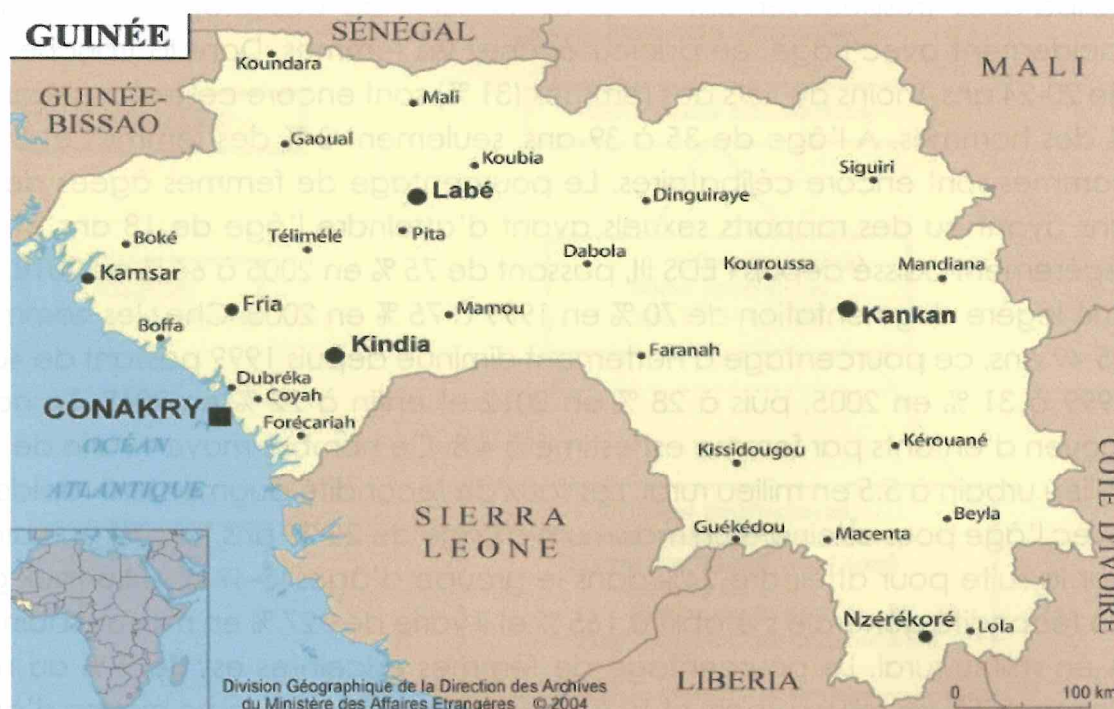 GUINÉE
SÉNÉGAL
Koundara
MALI
GUINÉE-
BISSAO
Mali
Gaoual
Koubia
Siguiri
Labé
Dinguiraye
Boké
Télimélé
Pita
Dabola
Kamsar
Kouroussa
Mandiana
Fria
Mamou
Kankan
Boffa
Kindia
Faranah
Dubréka
Coyah
CONAKRY
Forécariah
OCÉAN
ATLANTIQUE
Kérouané
Kissidougou
SIERRA
LEONE
Guékédou
Macenta
Beyla
CÔTE D'IVOIRE
Nzérékoré
Lola
LIBERIA
Division Géographique de la Direction des Archives
du Ministère des Affaires Etrangères © 2004
0 100 km